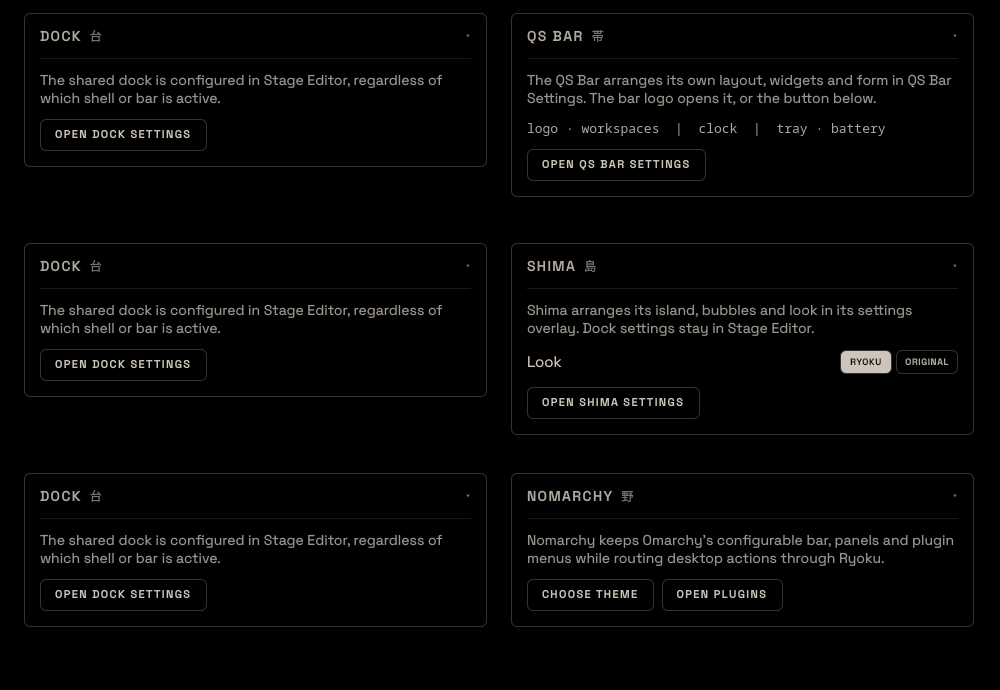 DOCK 台
The shared dock is configured in Stage Editor, regardless of
which shell or bar is active.
OPEN DOCK SETTINGS
QS BAR 帯
The QS Bar arranges its own layout, widgets and form in QS Bar
Settings. The bar logo opens it, or the button below.
logo · workspaces | clock | tray · battery
OPEN QS BAR SETTINGS
DOCK 台
The shared dock is configured in Stage Editor, regardless of
which shell or bar is active.
OPEN DOCK SETTINGS
SHIMA 島
Shima arranges its island, bubbles and look in its settings
overlay. Dock settings stay in Stage Editor.
Look RYOKU ORIGINAL
OPEN SHIMA SETTINGS
DOCK 台
The shared dock is configured in Stage Editor, regardless of
which shell or bar is active.
OPEN DOCK SETTINGS
NOMARCHY 野
Nomarchy keeps Omarchy's configurable bar, panels and plugin
menus while routing desktop actions through Ryoku.
CHOOSE THEME OPEN PLUGINS